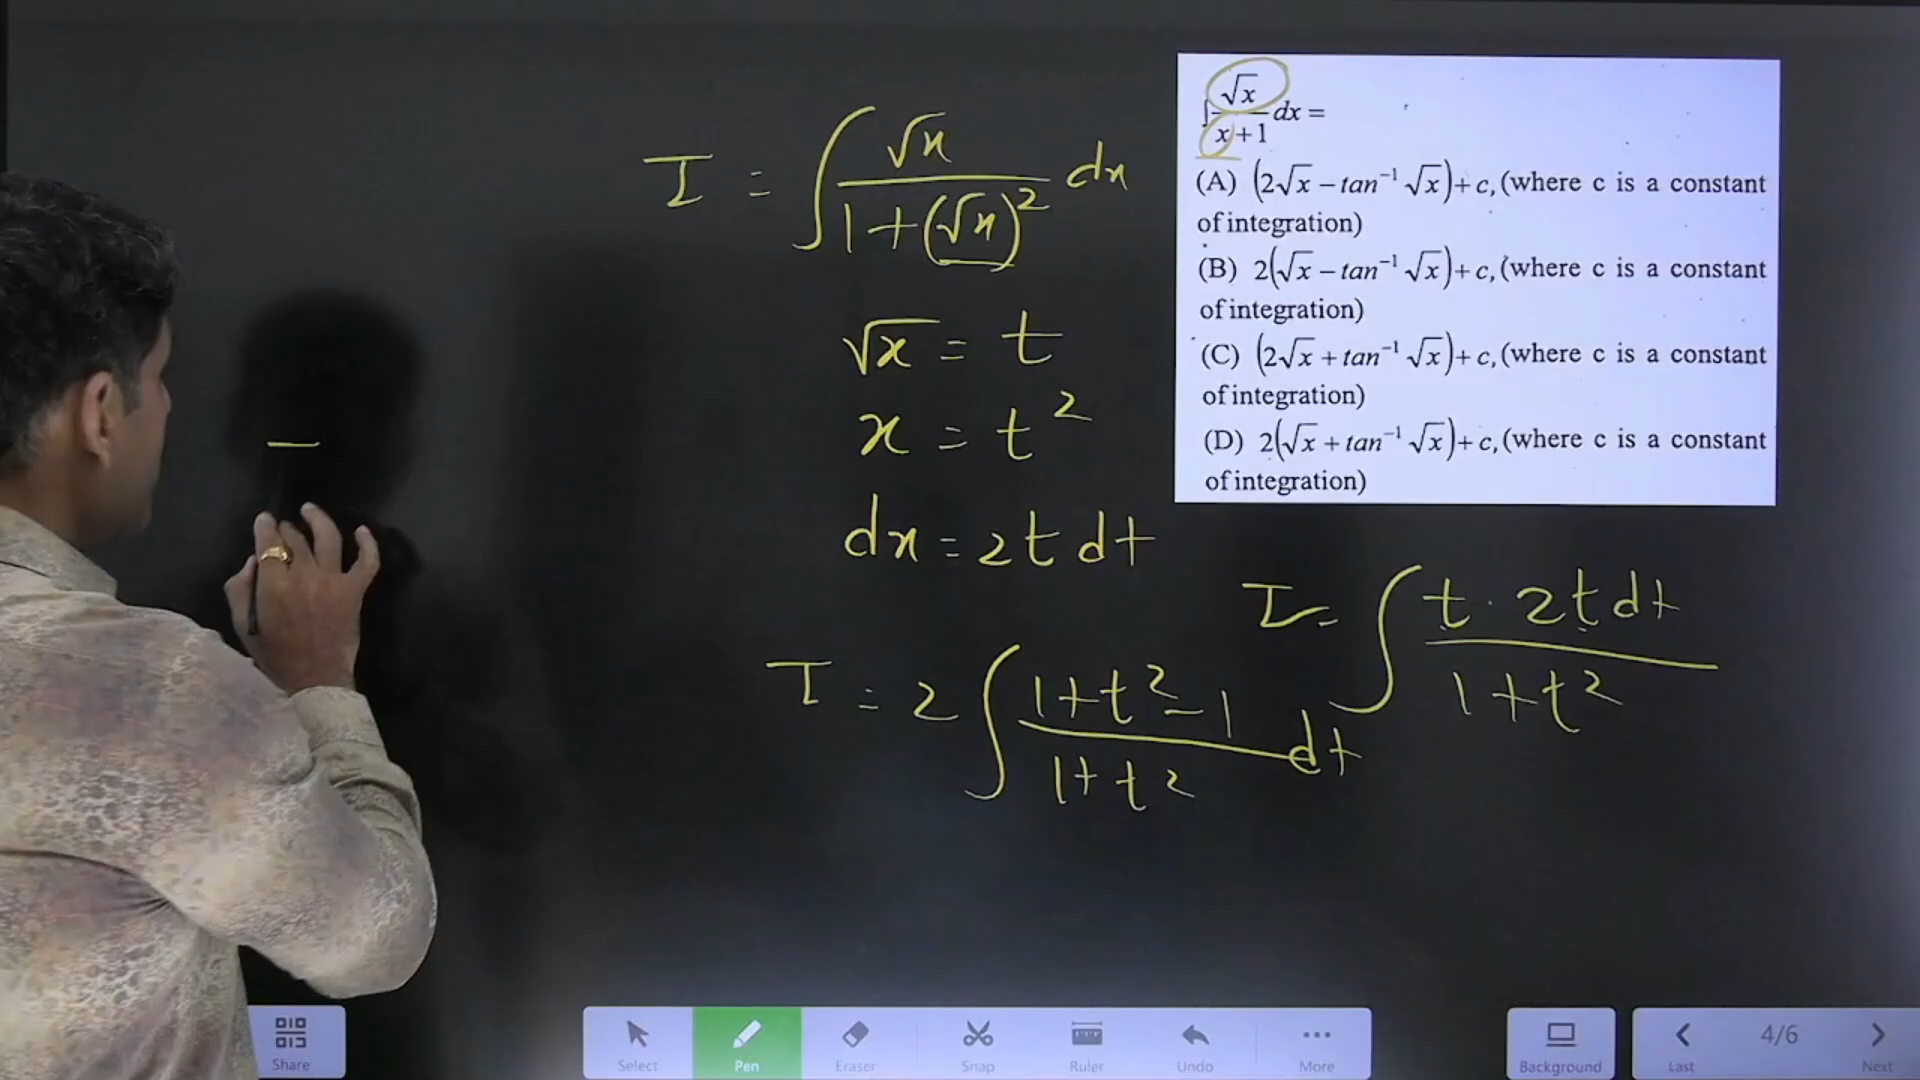 I = ∫ √x / 1+(√x)² dx
√x = t
x = t²
dx = 2t dt
I = ∫ t · 2t dt / 1+t²
I = 2 ∫ 1+t²-1 / 1+t² dt
∫ √x / x+1 dx =
(A) (2√x – tan⁻¹ √x) + c, (where c is a constant
of integration)
(B) 2(√x – tan⁻¹ √x) + c, (where c is a constant
of integration)
(C) (2√x + tan⁻¹ √x) + c, (where c is a constant
of integration)
(D) 2(√x + tan⁻¹ √x) + c, (where c is a constant
of integration)
Share
Select
Pen
Eraser
Snap
Ruler
Undo
More
Background
Last
4/6
Next